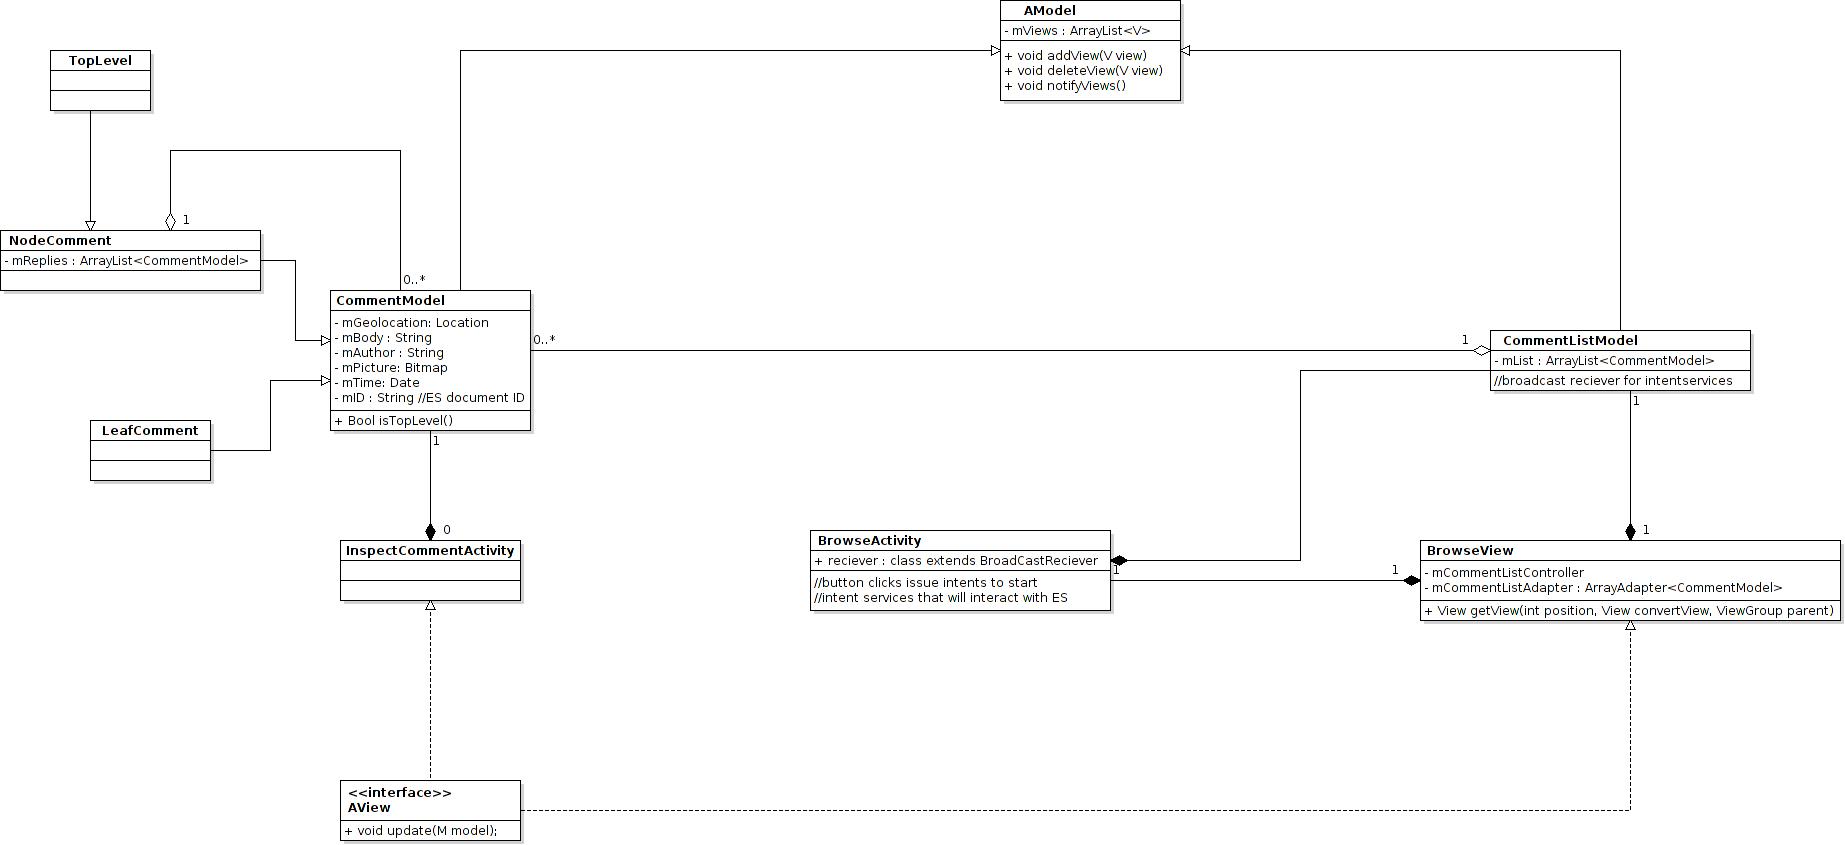 AModel
- mViews : ArrayList<V>
+ void addView(V view)
+ void deleteView(V view)
+ void notifyViews()
TopLevel
1
NodeComment
- mReplies : ArrayList<CommentModel>
0..*
CommentModel
- mGeolocation: Location
- mBody : String
- mAuthor : String
- mPicture: Bitmap
- mTime: Date
- mID : String //ES document ID
+ Bool isTopLevel()
0..*
1
CommentListModel
- mList : ArrayList<CommentModel>
//broadcast reciever for intentservices
1
LeafComment
1
0
InspectCommentActivity
BrowseActivity
+ reciever : class extends BroadCastReciever
//button clicks issue intents to start
//intent services that will interact with ES
1
1
1
BrowseView
- mCommentListController
- mCommentListAdapter : ArrayAdapter<CommentModel>
+ View getView(int position, View convertView, ViewGroup parent)
<<interface>>
AView
+ void update(M model);